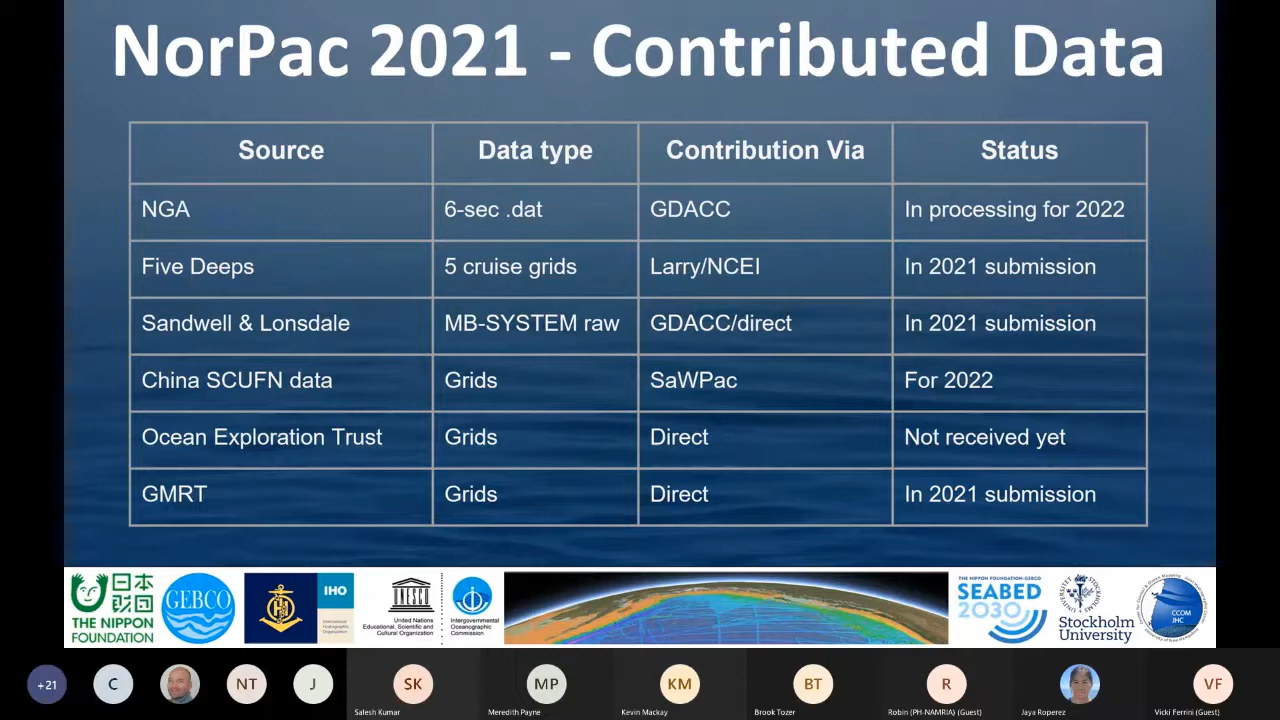 NorPac 2021 - Contributed Data
Source Data type Contribution Via Status
NGA 6-sec .dat GDACC In processing for 2022
Five Deeps 5 cruise grids Larry/NCEI In 2021 submission
Sandwell & Lonsdale MB-SYSTEM raw GDACC/direct In 2021 submission
China SCUFN data Grids SaWPac For 2022
Ocean Exploration Trust Grids Direct Not received yet
GMRT Grids Direct In 2021 submission
日本
財団
THE NIPPON
FOUNDATION
GEBCO
IHO
International
Hydrographic
Organization
UNESCO
United Nations
Educational, Scientific and
Cultural Organization
Intergovernmental
Oceanographic
Commission
THE NIPPON FOUNDATION-GEBCO
SEABED
2030
Stockholm
University
CCOM
JHC
+21 C NT J SK MP KM BT R VF
Salesh Kumar Meredith Payne Kevin Mackay Brook Tozer Robin (PH-NAMRIA) (Guest) Jaya Roperez Vicki Ferrini (Guest)